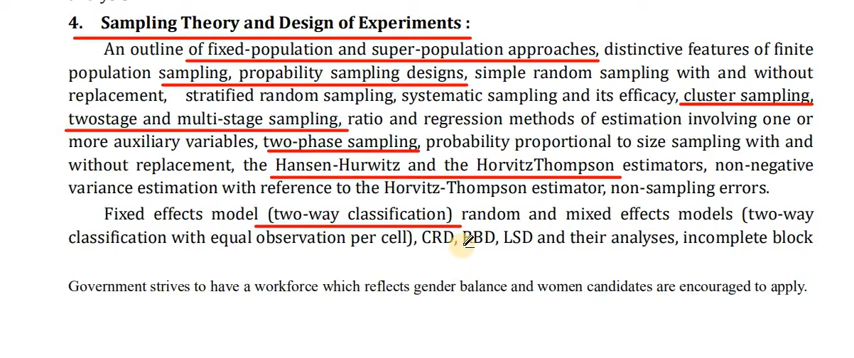 4. Sampling Theory and Design of Experiments :
An outline of fixed-population and super-population approaches, distinctive features of finite
population sampling, propability sampling designs, simple random sampling with and without
replacement, stratified random sampling, systematic sampling and its efficacy, cluster sampling,
twostage and multi-stage sampling, ratio and regression methods of estimation involving one or
more auxiliary variables, two-phase sampling, probability proportional to size sampling with and
without replacement, the Hansen-Hurwitz and the HorvitzThompson estimators, non-negative
variance estimation with reference to the Horvitz-Thompson estimator, non-sampling errors.
Fixed effects model (two-way classification) random and mixed effects models (two-way
classification with equal observation per cell), CRD, RBD, LSD and their analyses, incomplete block
Government strives to have a workforce which reflects gender balance and women candidates are encouraged to apply.